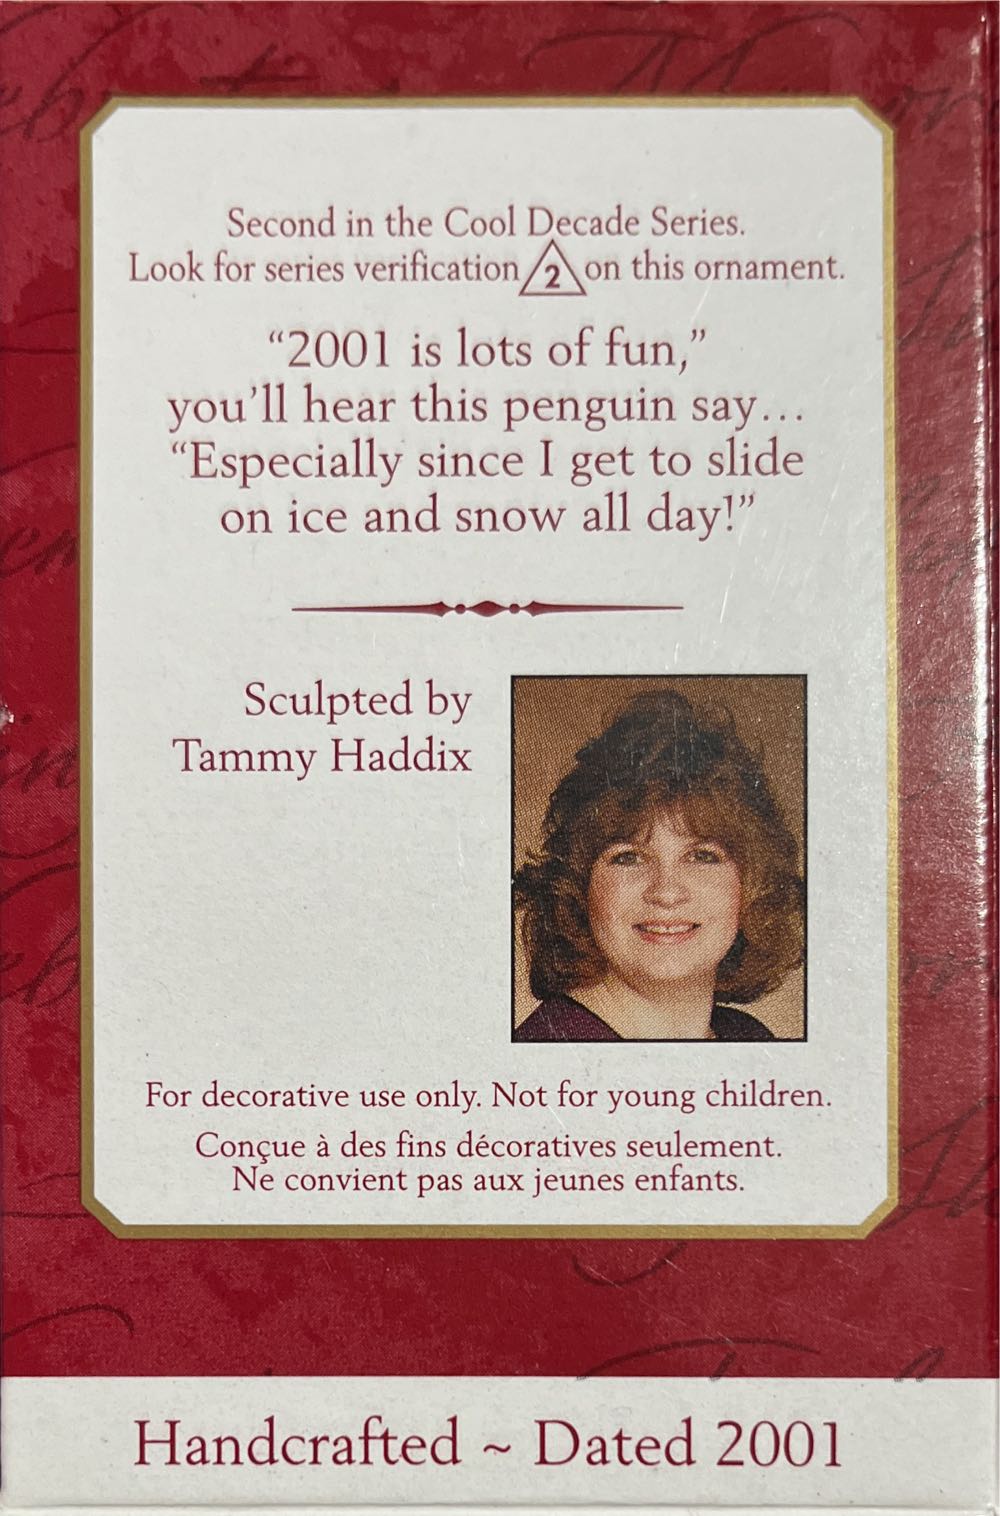 Second in the Cool Decade Series.
Look for series verification 2 on this ornament.
“2001 is lots of fun,”
you’ll hear this penguin say…
“Especially since I get to slide
on ice and snow all day!”
Sculpted by
Tammy Haddix
For decorative use only. Not for young children.
Conçue à des fins décoratives seulement.
Ne convient pas aux jeunes enfants.
Handcrafted ~ Dated 2001